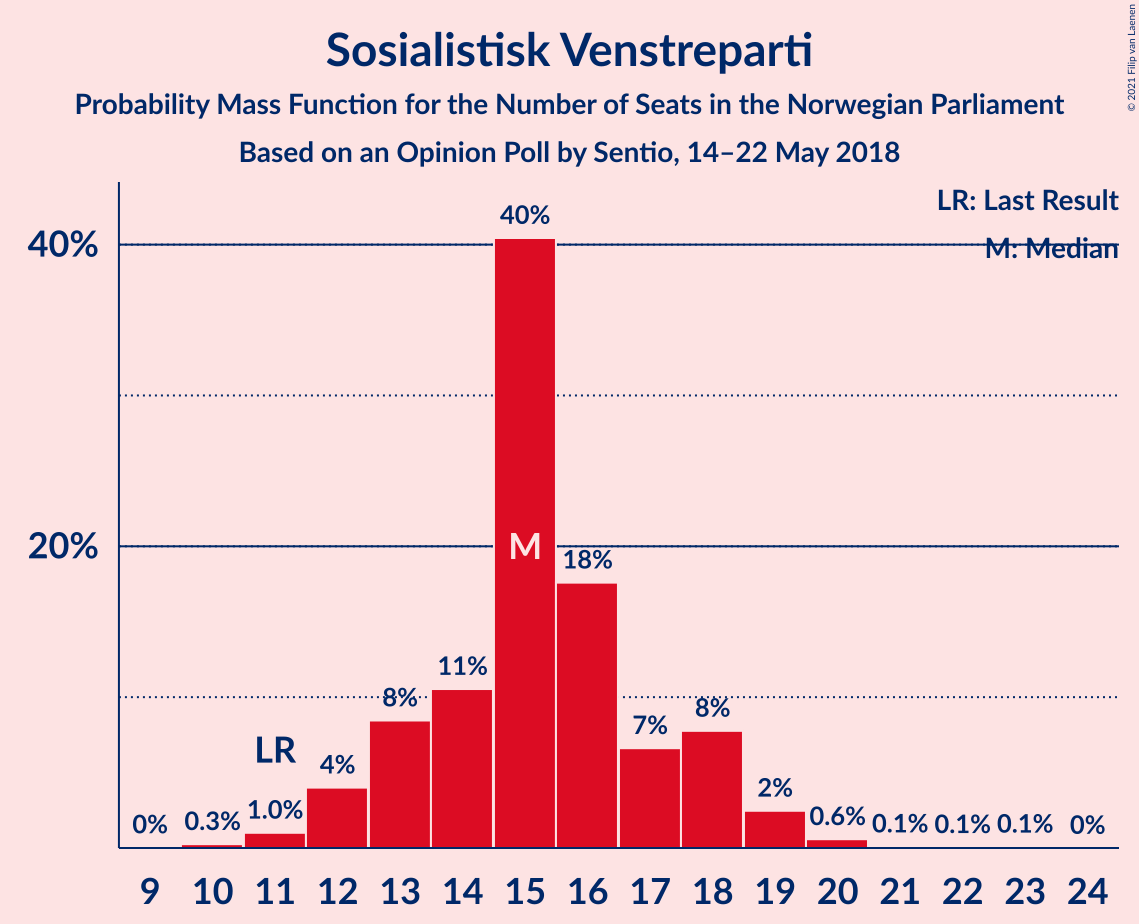 Sosialistisk Venstreparti
Probability Mass Function for the Number of Seats in the Norwegian Parliament
Based on an Opinion Poll by Sentio, 14–22 May 2018
© 2021 Filip van Laenen
LR: Last Result
M: Median
40%
20%
0%
0.3%
1.0%
LR
4%
8%
11%
40%
M
18%
7%
8%
2%
0.6%
0.1%
0.1%
0.1%
0%
9 10 11 12 13 14 15 16 17 18 19 20 21 22 23 24